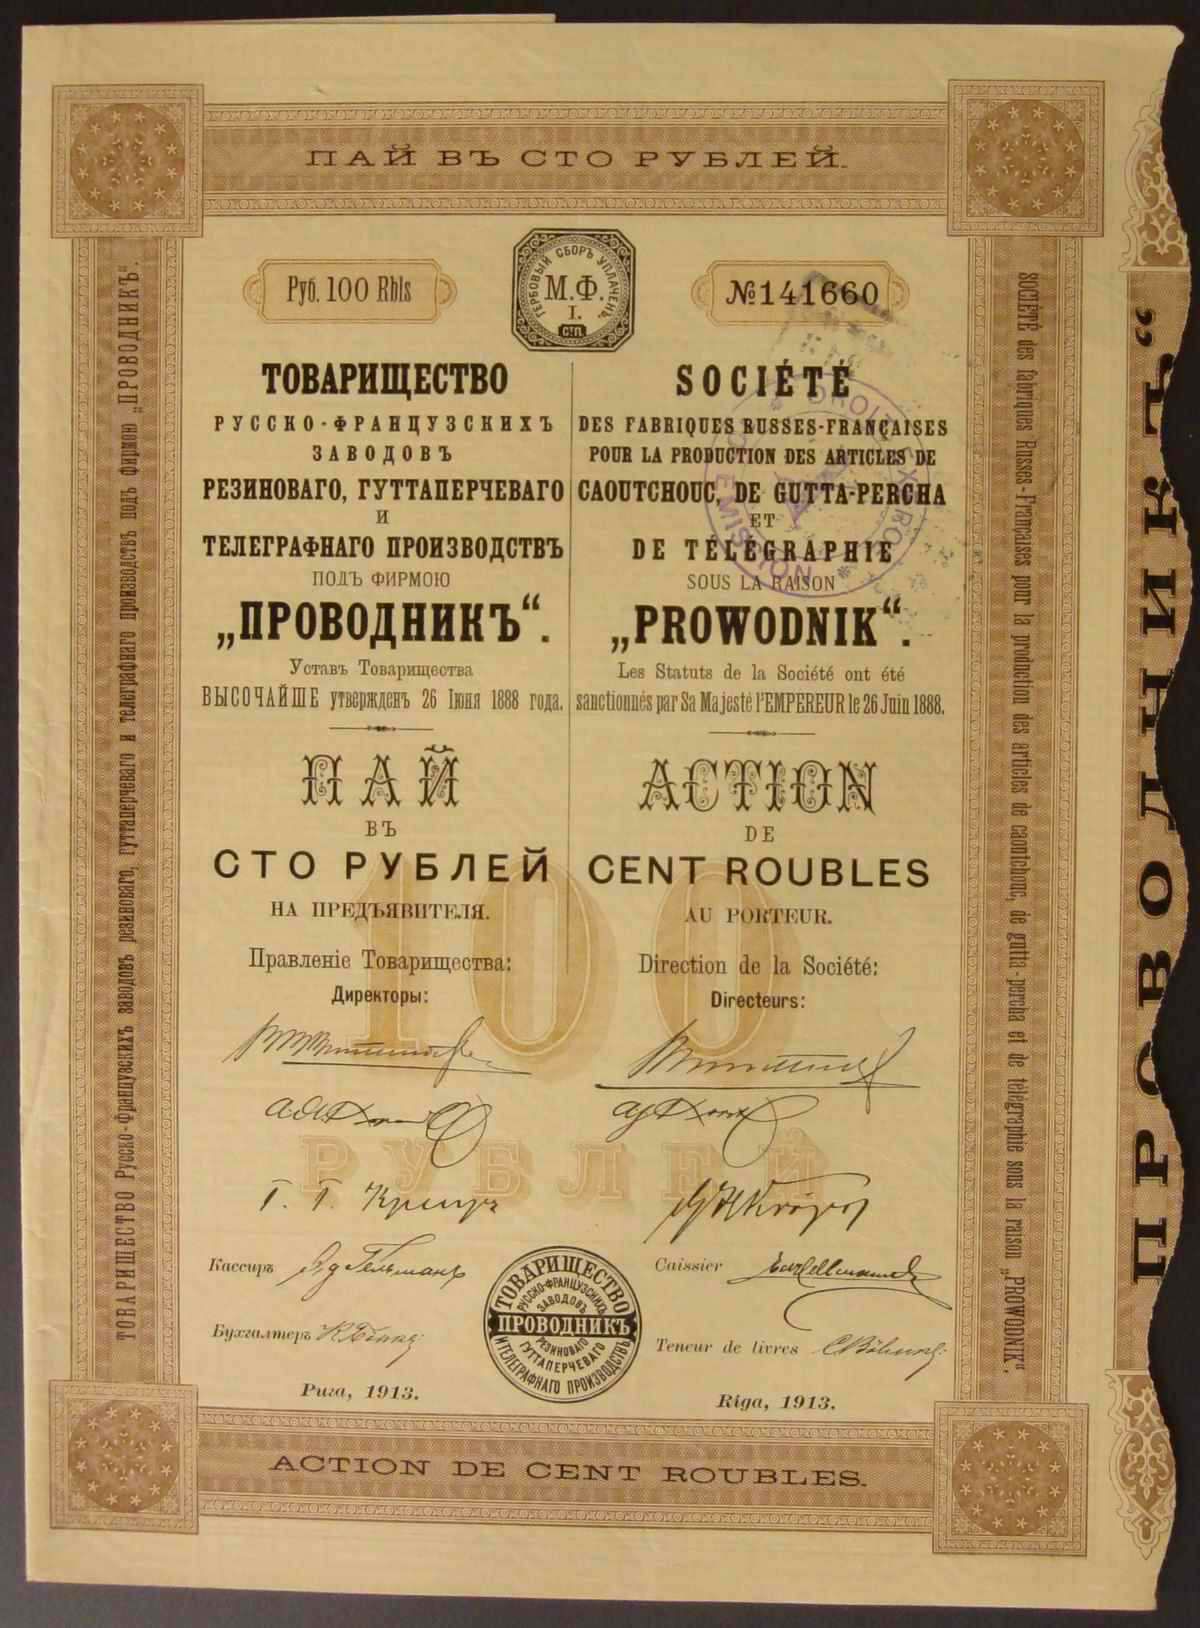 ПАЙ ВЪ СТО РУБЛЕЙ.
Руб. 100 Rbls
ГЕРБОВЫЙ СБОРЪ УПЛАЧЕНЪ
М.Ф.
I.
С.П.
№141660
ТОВАРИЩЕСТВО
РУССКО-ФРАНЦУЗСКИХЪ
ЗАВОДОВЪ
РЕЗИНОВАГО, ГУТТАПЕРЧЕВАГО
И
ТЕЛЕГРАФНАГО ПРОИЗВОДСТВЪ
ПОДЪ ФИРМОЮ
„ПРОВОДНИКЪ“.
Уставъ Товарищества
ВЫСОЧАЙШЕ утвержденъ 26 Іюня 1888 года.
ПАЙ
ВЪ
СТО РУБЛЕЙ
НА ПРЕДЪЯВИТЕЛЯ.
Правленіе Товарищества:
Директоры:
Кассиръ
Бухгалтеръ
Рига, 1913.
SOCIÉTÉ
DES FABRIQUES RUSSES-FRANÇAISES
POUR LA PRODUCTION DES ARTICLES DE
CAOUTCHOUC, DE GUTTA-PERCHA
ET
DE TÉLÉGRAPHIE
SOUS LA RAISON
„PROWODNIK“.
Les Statuts de la Société ont été
sanctionnés par Sa Majesté l'EMPEREUR le 26 Juin 1888.
ACTION
DE
CENT ROUBLES
AU PORTEUR.
Direction de la Société:
Directeurs:
Caissier
Teneur de livres
Riga, 1913.
100
РУБЛЕЙ
ТОВАРИЩЕСТВО
РУССКО-ФРАНЦУЗСКИХЪ
ЗАВОДОВЪ
ПРОВОДНИКЪ
РЕЗИНОВАГО
ГУТТАПЕРЧЕВАГО
И ТЕЛЕГРАФНАГО ПРОИЗВОДСТВЪ
ACTION DE CENT ROUBLES.
ТОВАРИЩЕСТВО Русско-Французскихъ заводовъ резиноваго, гуттаперчеваго и телеграфнаго производствъ подъ фирмою „ПРОВОДНИКЪ“.
SOCIÉTÉ des fabriques Russes-Françaises pour la production des articles de caoutchouc, de gutta-percha et de télégraphie sous la raison „PROWODNIK“.
ПРОВОДНИКЪ“